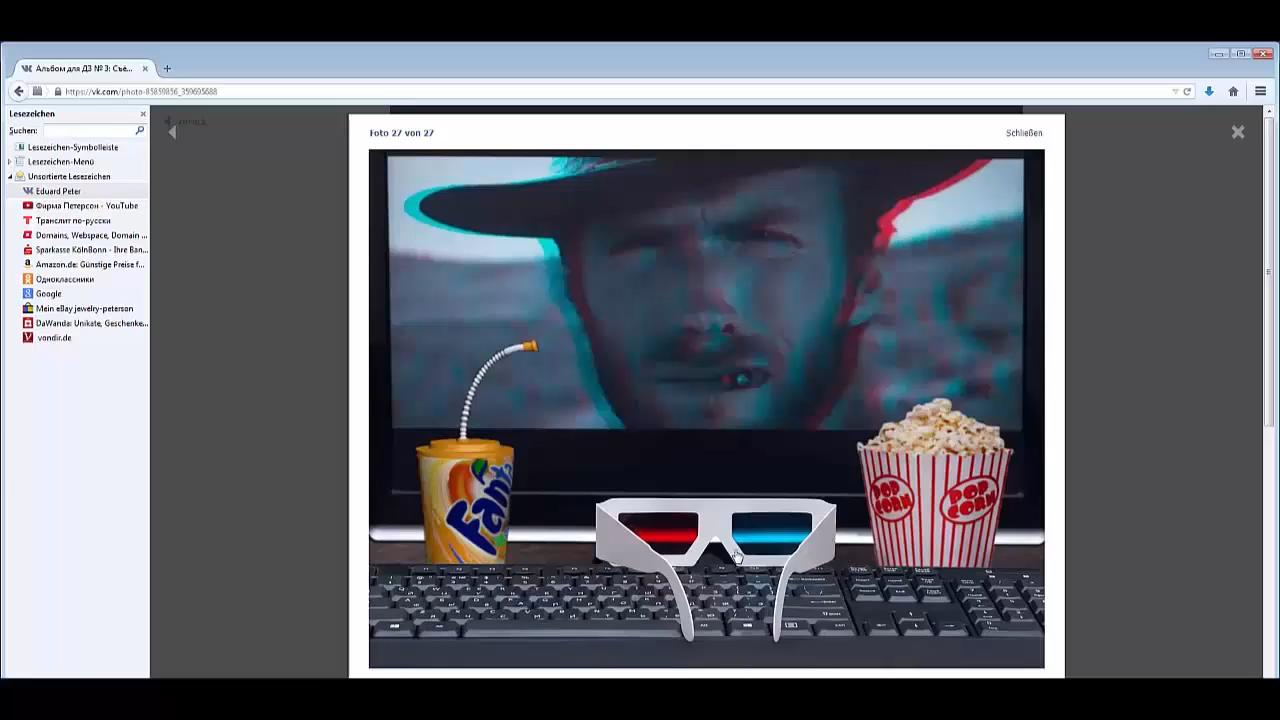 Альбом для ДЗ № 3: Съё...
https://vk.com/photo-85859856_359695688
Lesezeichen
Suchen:
Lesezeichen-Symbolleiste
Lesezeichen-Menü
Unsortierte Lesezeichen
Eduard Peter
Фирма Петерсон - YouTube
Транслит по-русски
Domains, Webspace, Domain ...
Sparkasse KölnBonn - Ihre Ban...
Amazon.de: Günstige Preise f...
Одноклассники
Google
Mein eBay jewelry-peterson
DaWanda: Unikate, Geschenke...
vondir.de
Foto 27 von 27
Schließen
Fan
POP CORN
POP CORN